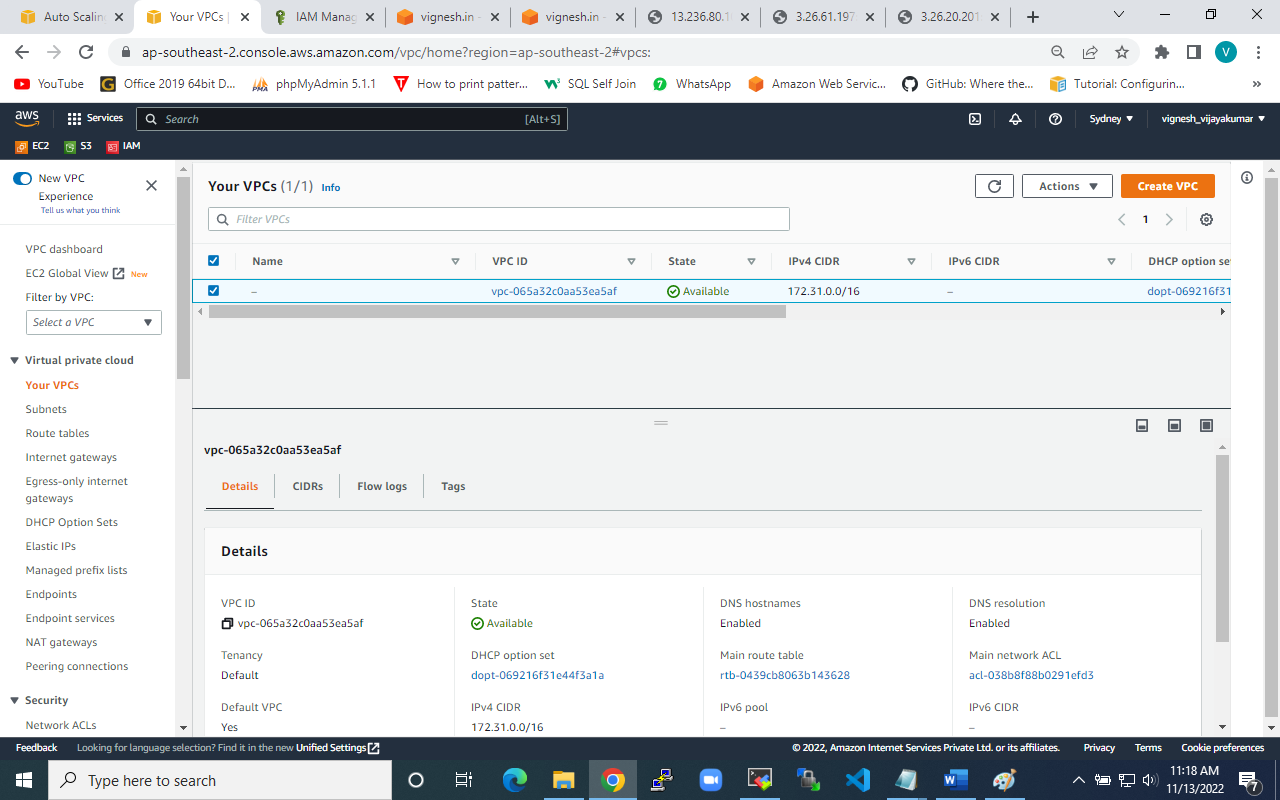 Auto Scalin
Your VPCs |
IAM Manag
vignesh.in -
vignesh.in -
13.236.80.1
3.26.61.197
3.26.20.201
ap-southeast-2.console.aws.amazon.com/vpc/home?region=ap-southeast-2#vpcs:
V
YouTube
Office 2019 64bit D...
phpMyAdmin 5.1.1
How to print patter...
SQL Self Join
WhatsApp
Amazon Web Servic...
GitHub: Where the...
Tutorial: Configurin...
»
aws
Services
Search
[Alt+S]
Sydney
vignesh_vijayakumar
EC2
S3
IAM
New VPC
Experience
Tell us what you think
VPC dashboard
EC2 Global View
New
Filter by VPC:
Select a VPC
Virtual private cloud
Your VPCs
Subnets
Route tables
Internet gateways
Egress-only internet
gateways
DHCP Option Sets
Elastic IPs
Managed prefix lists
Endpoints
Endpoint services
NAT gateways
Peering connections
Security
Network ACLs
Your VPCs (1/1) Info
Actions
Create VPC
Filter VPCs
1
Name
VPC ID
State
IPv4 CIDR
IPv6 CIDR
DHCP option set
–
vpc-065a32c0aa53ea5af
Available
172.31.0.0/16
–
dopt-069216f31
vpc-065a32c0aa53ea5af
Details
CIDRs
Flow logs
Tags
Details
VPC ID
vpc-065a32c0aa53ea5af
State
Available
DNS hostnames
Enabled
DNS resolution
Enabled
Tenancy
Default
DHCP option set
dopt-069216f31e44f3a1a
Main route table
rtb-0439cb8063b143628
Main network ACL
acl-038b8f88b0291efd3
Default VPC
Yes
IPv4 CIDR
172.31.0.0/16
IPv6 pool
–
IPv6 CIDR
–
Feedback
Looking for language selection? Find it in the new Unified Settings
© 2022, Amazon Internet Services Private Ltd. or its affiliates.
Privacy
Terms
Cookie preferences
Type here to search
11:18 AM
11/13/2022
7